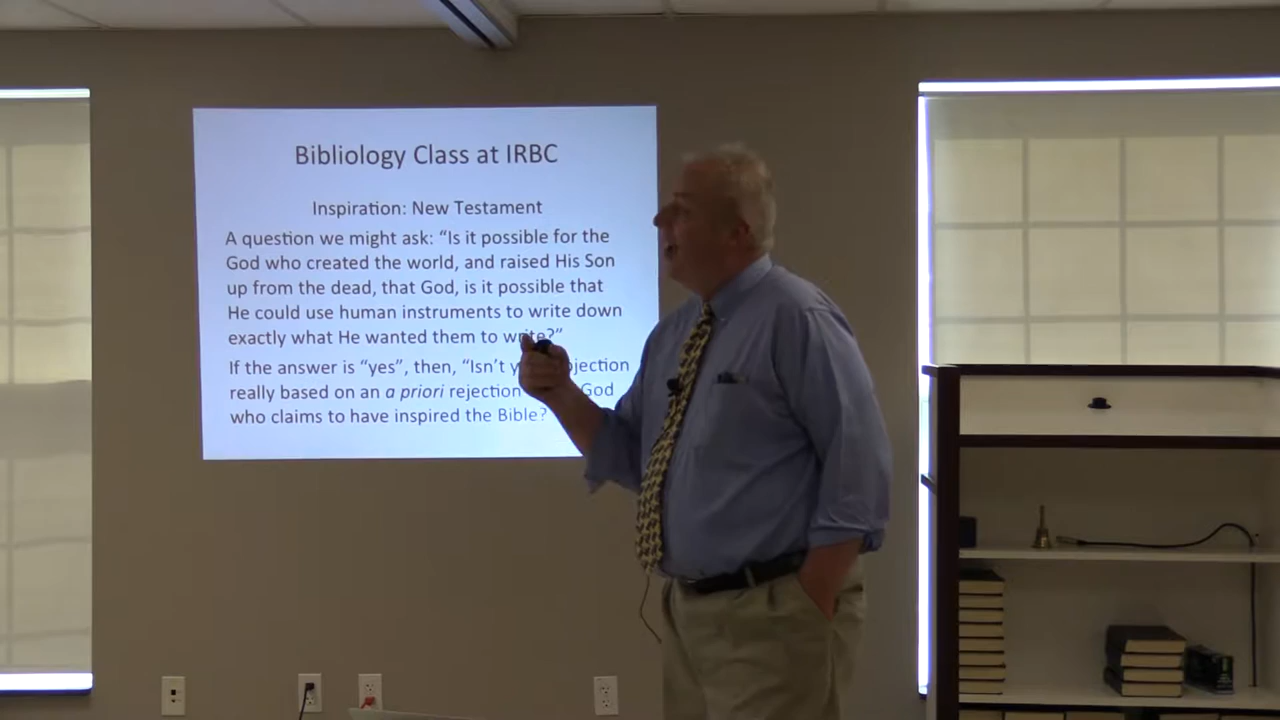 Bibliology Class at IRBC
Inspiration: New Testament
A question we might ask: “Is it possible for the
God who created the world, and raised His Son
up from the dead, that God, is it possible that
He could use human instruments to write down
exactly what He wanted them to write?”
If the answer is “yes”, then, “Isn’t
really based on an a priori rejection God
who claims to have inspired the Bible?